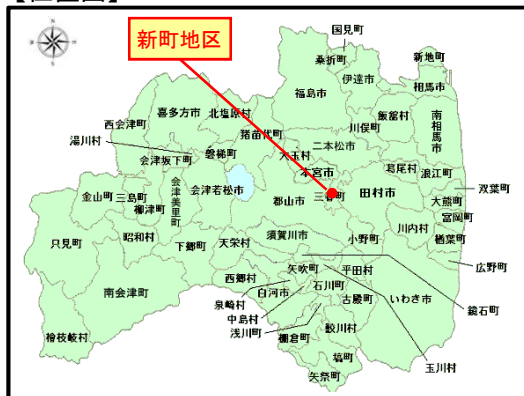 新町地区
国見町
桑折町
新地町
伊達市
相馬市
福島市
喜多方市
北塩原村
西会津町
飯舘村
南相馬市
川俣町
猪苗代町
湯川村
二本松市
磐梯町
大玉村
会津坂下町
葛尾村
浪江町
本宮市
双葉町
会津若松市
田村市
金山町
三島町
会津美里町
三春町
大熊町
柳津町
郡山市
富岡町
川内村
昭和村
須賀川市
小野町
楢葉町
只見町
下郷町
天栄村
広野町
矢吹町
平田村
西郷村
泉崎村
白河市
石川町
南会津町
中島村
古殿町
いわき市
鏡石町
浅川町
鮫川村
棚倉町
檜枝岐村
塙町
玉川村
矢祭町